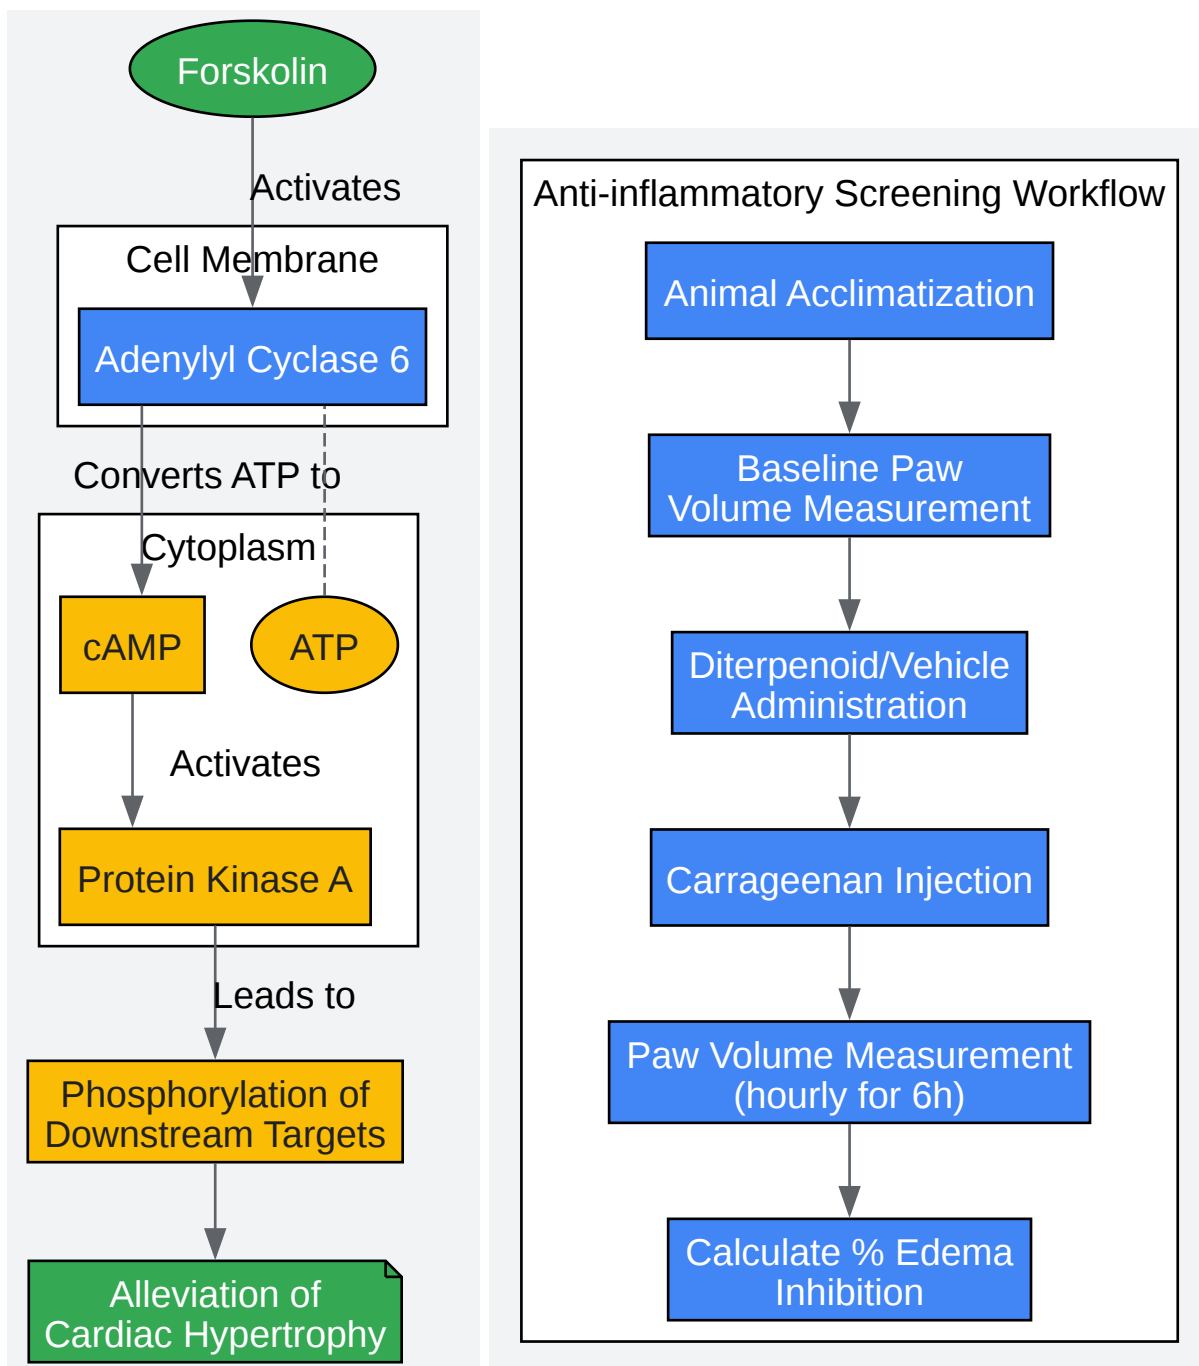 Forskolin
Activates
Cell Membrane
Adenylyl Cyclase 6
Converts ATP to
Cytoplasm
cAMP
ATP
Activates
Protein Kinase A
Leads to
Phosphorylation of
Downstream Targets
Alleviation of
Cardiac Hypertrophy
Anti-inflammatory Screening Workflow
Animal Acclimatization
Baseline Paw
Volume Measurement
Diterpenoid/Vehicle
Administration
Carrageenan Injection
Paw Volume Measurement
(hourly for 6h)
Calculate % Edema
Inhibition